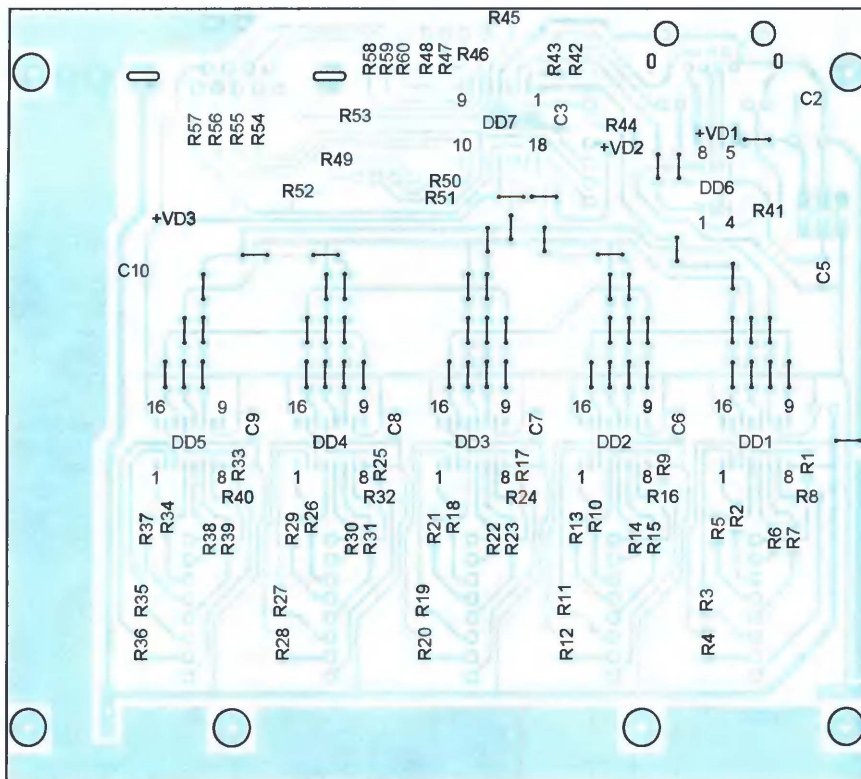 R45
R58 R59 R60 R48 R47 R46 R43 R42
C2
9 1
C3
R57 R56 R55 R54 R53 DD7 R44 +VD1
10 18 +VD2 8 5
R49
R52 R50 DD6
R51 R41
+VD3 1 4
C10 C5
16 9 16 9 16 9 16 9 16 9
C9 C8 C7 C6
DD5 DD4 DD3 DD2 DD1
R33 R25 R17 R9 R1
1 8 1 8 1 8 1 8 1 8
R40 R32 R24 R16 R8
R37 R34 R38 R39 R29 R26 R30 R31 R21 R18 R22 R23 R13 R10 R14 R15 R5 R2 R6 R7
R35 R27 R19 R11 R3
R36 R28 R20 R12 R4